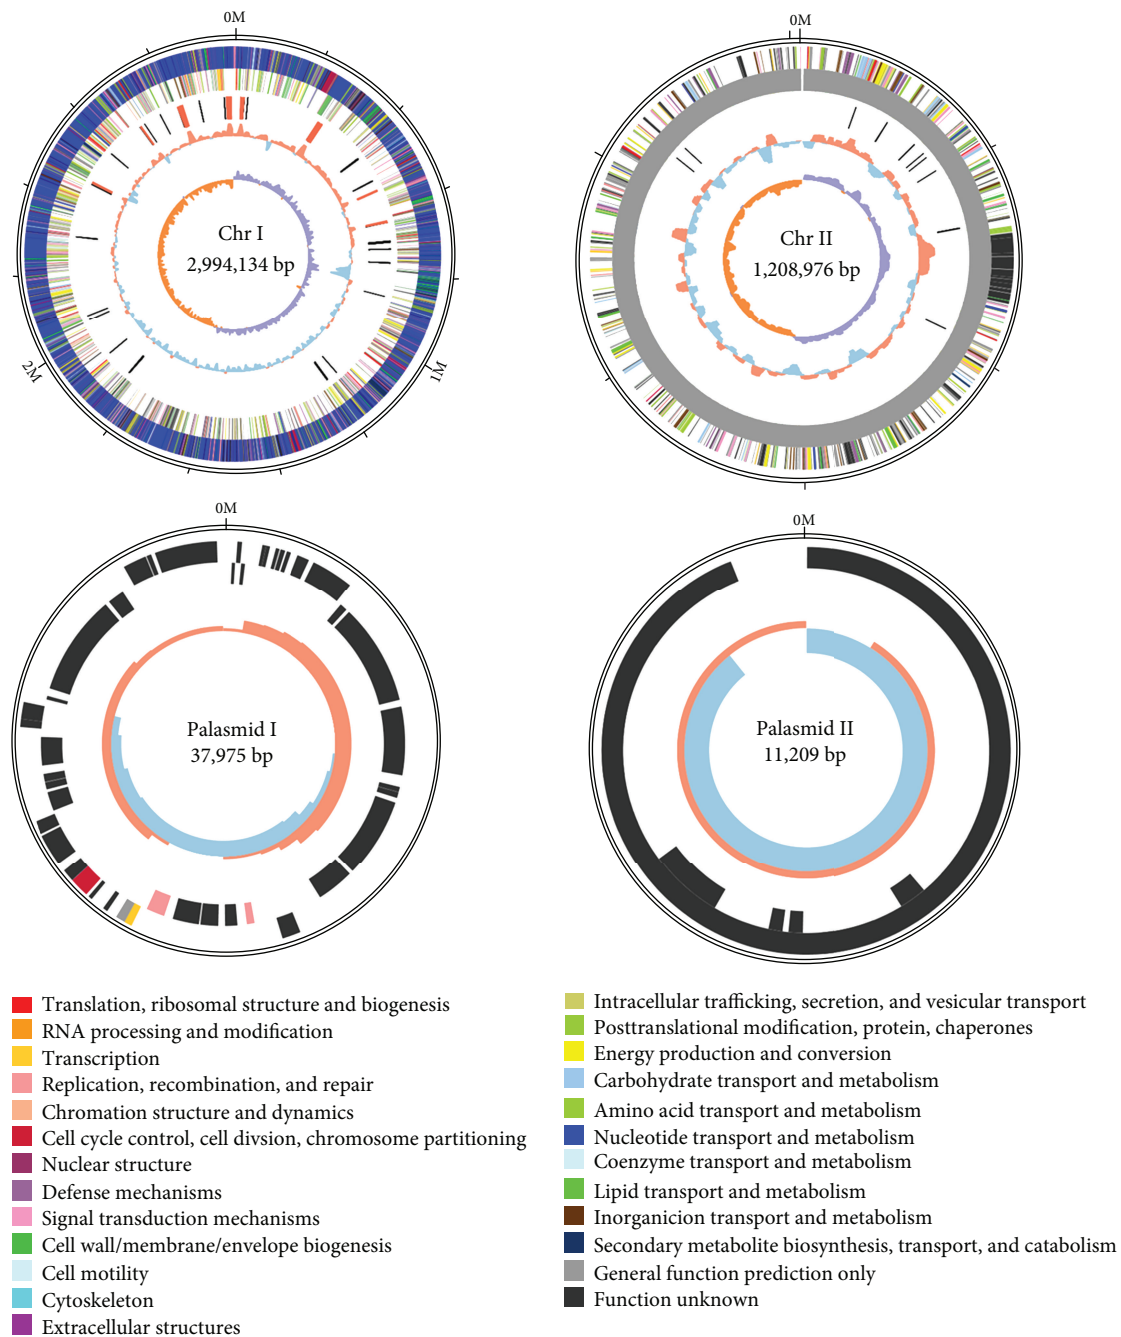 0M
Chr I
2,994,134 bp
1M
2M
0M
Chr II
1,208,976 bp
0M
Palasmid I
37,975 bp
0M
Palasmid II
11,209 bp
Translation, ribosomal structure and biogenesis
RNA processing and modification
Transcription
Replication, recombination, and repair
Chromation structure and dynamics
Cell cycle control, cell divsion, chromosome partitioning
Nuclear structure
Defense mechanisms
Signal transduction mechanisms
Cell wall/membrane/envelope biogenesis
Cell motility
Cytoskeleton
Extracellular structures
Intracellular trafficking, secretion, and vesicular transport
Posttranslational modification, protein, chaperones
Energy production and conversion
Carbohydrate transport and metabolism
Amino acid transport and metabolism
Nucleotide transport and metabolism
Coenzyme transport and metabolism
Lipid transport and metabolism
Inorganicion transport and metabolism
Secondary metabolite biosynthesis, transport, and catabolism
General function prediction only
Function unknown